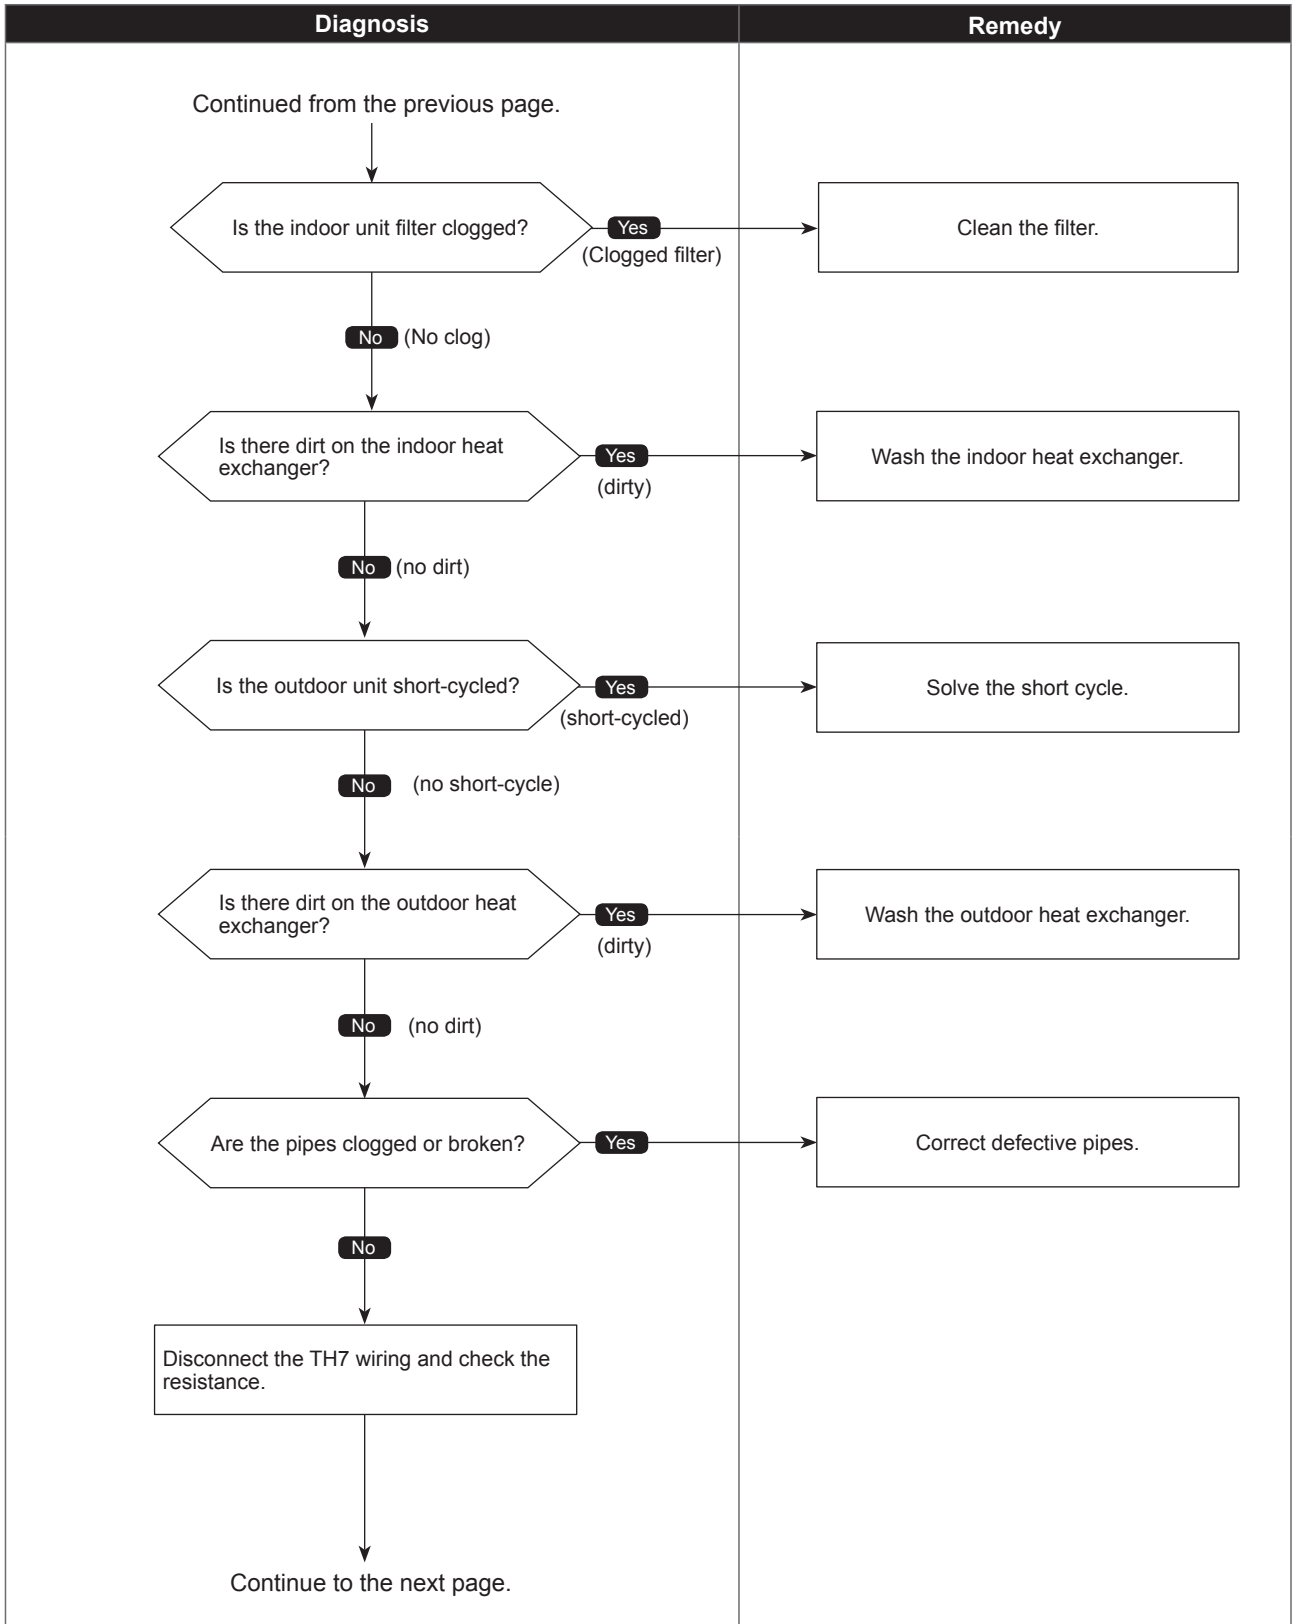 Diagnosis
Remedy
Continued from the previous page.
Is the indoor unit filter clogged?
Yes
(Clogged filter)
Clean the filter.
No (No clog)
Is there dirt on the indoor heat
exchanger?
Yes
(dirty)
Wash the indoor heat exchanger.
No (no dirt)
Is the outdoor unit short-cycled?
Yes
(short-cycled)
Solve the short cycle.
No (no short-cycle)
Is there dirt on the outdoor heat
exchanger?
Yes
(dirty)
Wash the outdoor heat exchanger.
No (no dirt)
Are the pipes clogged or broken?
Yes
Correct defective pipes.
No
Disconnect the TH7 wiring and check the
resistance.
Continue to the next page.